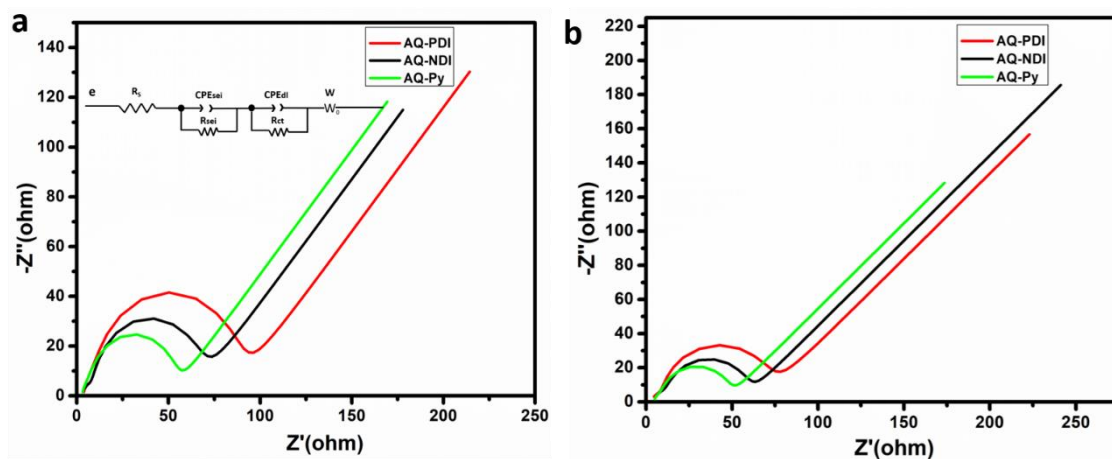 a
140
120
100
80
60
40
20
0
-Z"(ohm)
0 50 100 150 200 250
Z'(ohm)
AQ-PDI
AQ-NDI
AQ-Py
e Rs CPEsei CPEdl W0
Rsei Rct
b
220
200
180
160
140
120
100
80
60
40
20
0
-Z"(ohm)
0 50 100 150 200 250
Z'(ohm)
AQ-PDI
AQ-NDI
AQ-Py